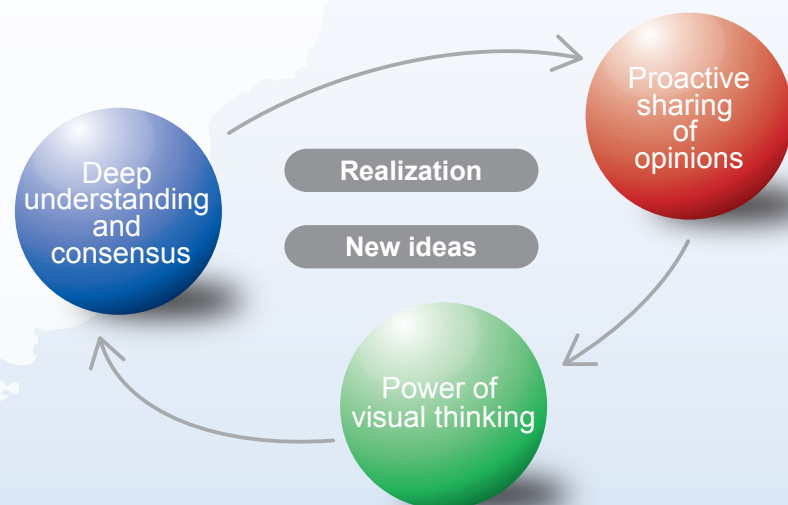 Proactive
sharing
of
opinions
Deep
understanding
and
consensus
Realization
New ideas
Power of
visual thinking